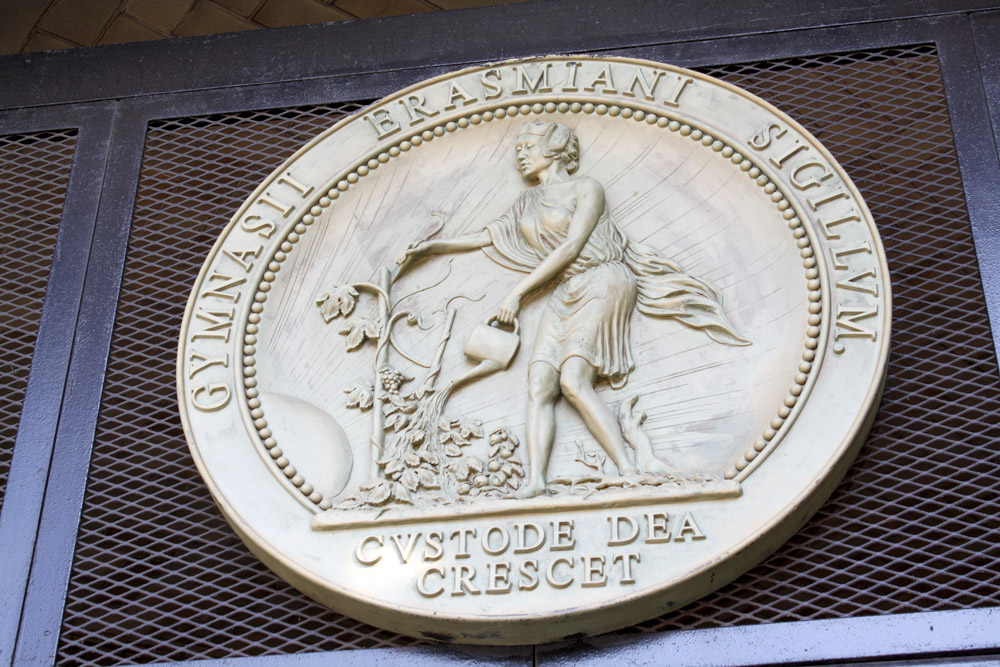 GYMNASII ERASMIANI SIGILLVM.
CVSTODE DEA
CRESCET